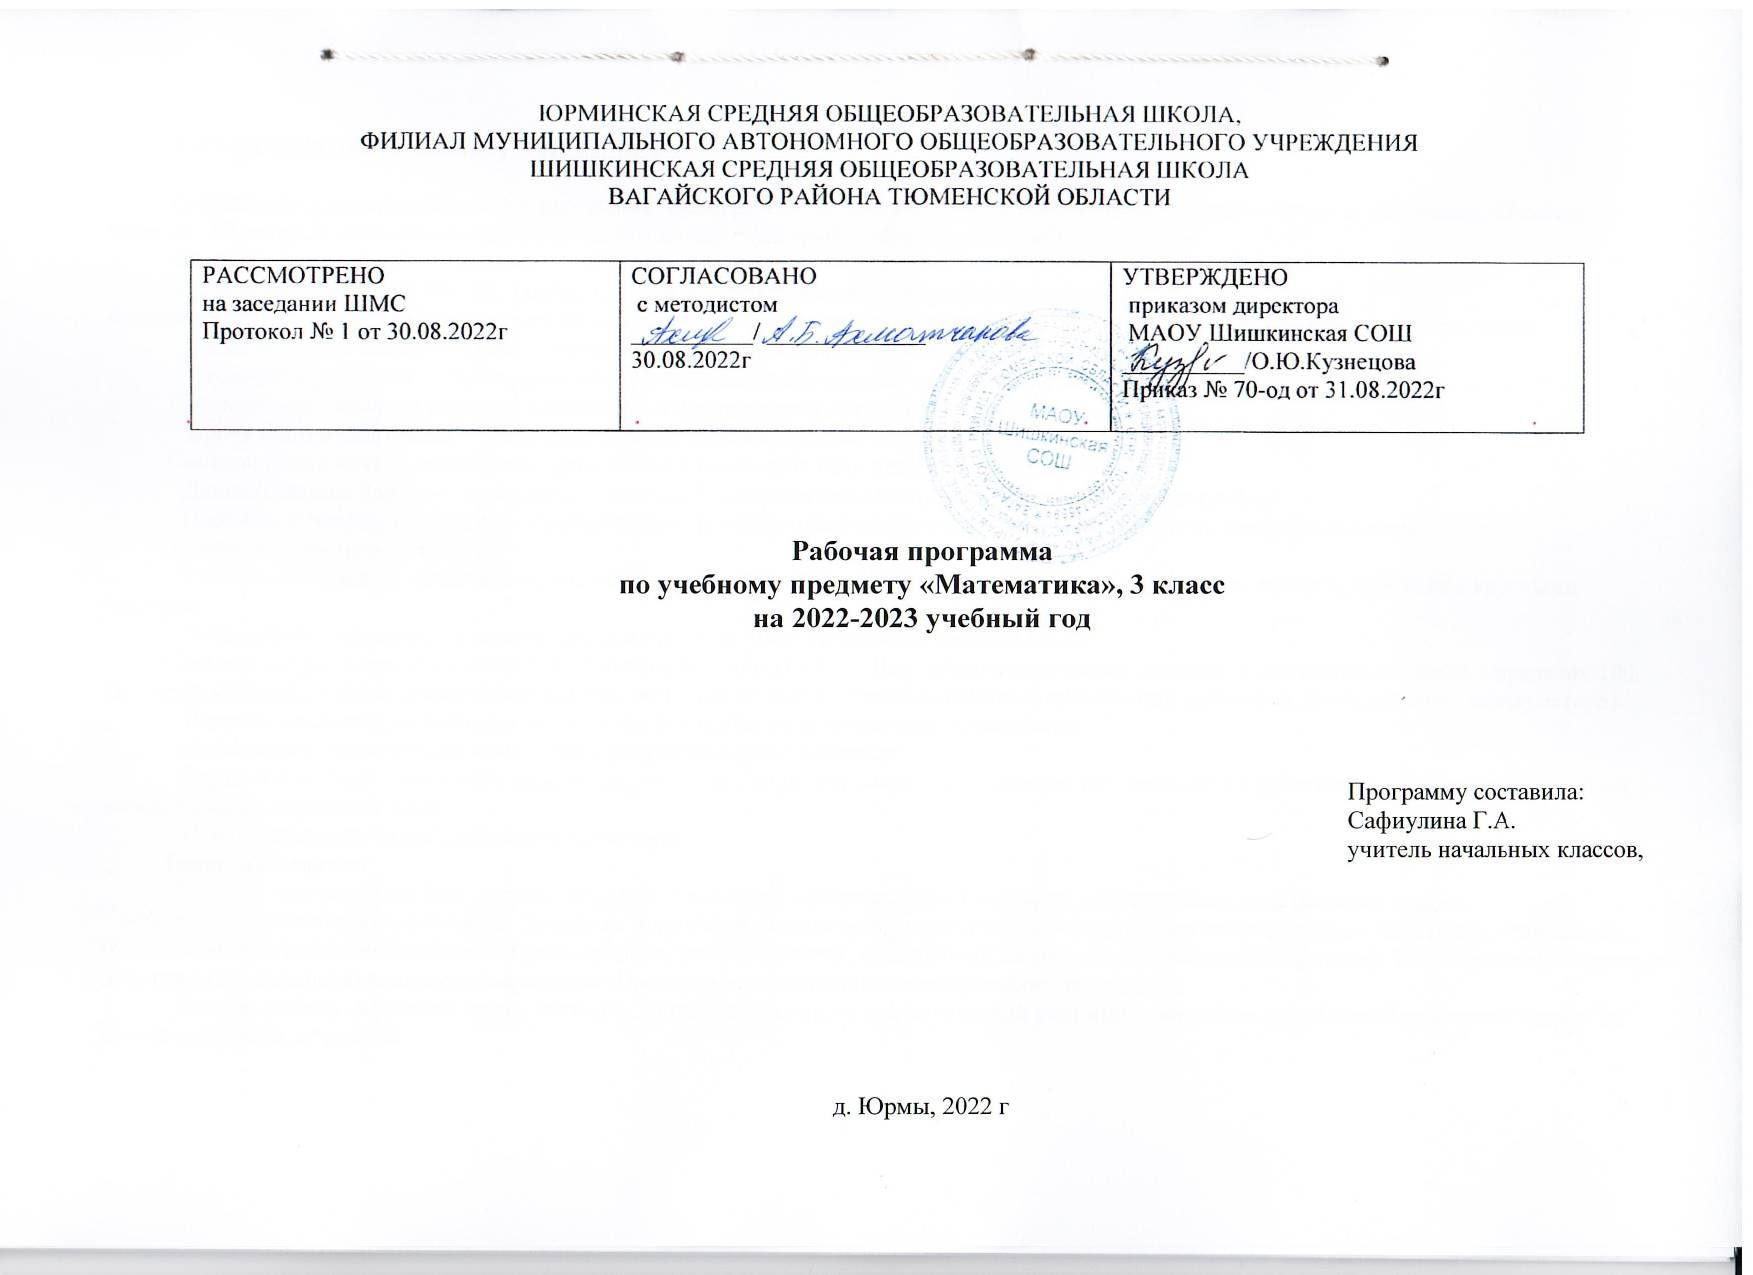 ЮРМИНСКАЯ СРЕДНЯЯ ОБЩЕОБРАЗОВАТЕЛЬНАЯ ШКОЛА,
ФИЛИАЛ МУНИЦИПАЛЬНОГО АВТОНОМНОГО ОБЩЕОБРАЗОВАТЕЛЬНОГО УЧРЕЖДЕНИЯ
ШИШКИНСКАЯ СРЕДНЯЯ ОБЩЕОБРАЗОВАТЕЛЬНАЯ ШКОЛА
ВАГАЙСКОГО РАЙОНА ТЮМЕНСКОЙ ОБЛАСТИ
РАССМОТРЕНО
на заседании ШМС
Протокол № 1 от 30.08.2022г
СОГЛАСОВАНО
с методистом
/ А.Б. Ахматчанова
30.08.2022г
УТВЕРЖДЕНО
приказом директора
МАОУ Шишкинская СОШ
/О.Ю.Кузнецова
Приказ № 70-од от 31.08.2022г
МАОУ
Шишкинская
СОШ
Рабочая программа
по учебному предмету «Математика», 3 класс
на 2022-2023 учебный год
Программу составила:
Сафиулина Г.А.
учитель начальных классов,
д. Юрмы, 2022 г